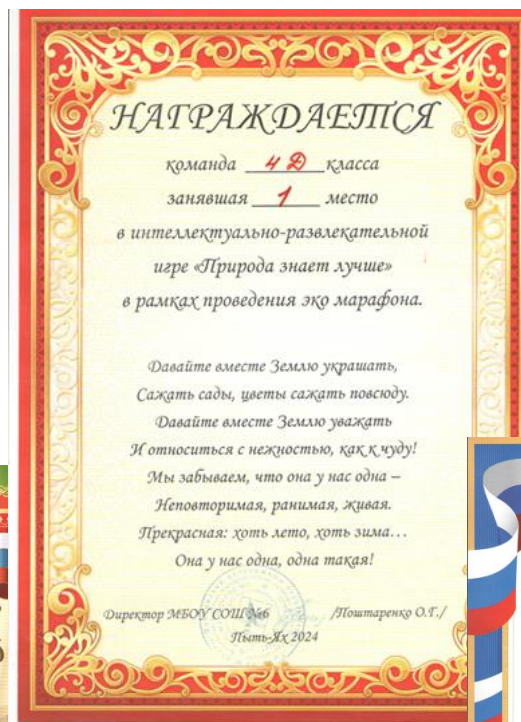 НАГРАЖДАЕТСЯ
команда 4 Д класса
занявшая 1 место
в интеллектуально-развлекательной
игре «Природа знает лучше»
в рамках проведения эко марафона.
Давайте вместе Землю украшать,
Сажать сады, цветы сажать повсюду.
Давайте вместе Землю уважать
И относиться с нежностью, как к чуду!
Мы забываем, что она у нас одна –
Неповторимая, ранимая, живая.
Прекрасная: хоть лето, хоть зима…
Она у нас одна, одна такая!
Директор МБОУ СОШ №6 /Поштаренко О.Г./
Пыть-Ях 2024